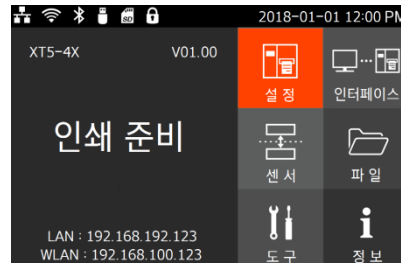 2018-01-01 12:00 PM
XT5-4X V01.00
인쇄 준비
LAN : 192.168.192.123
WLAN : 192.168.100.123
설 정
인터페이스
센 서
파 일
도 구
정 보